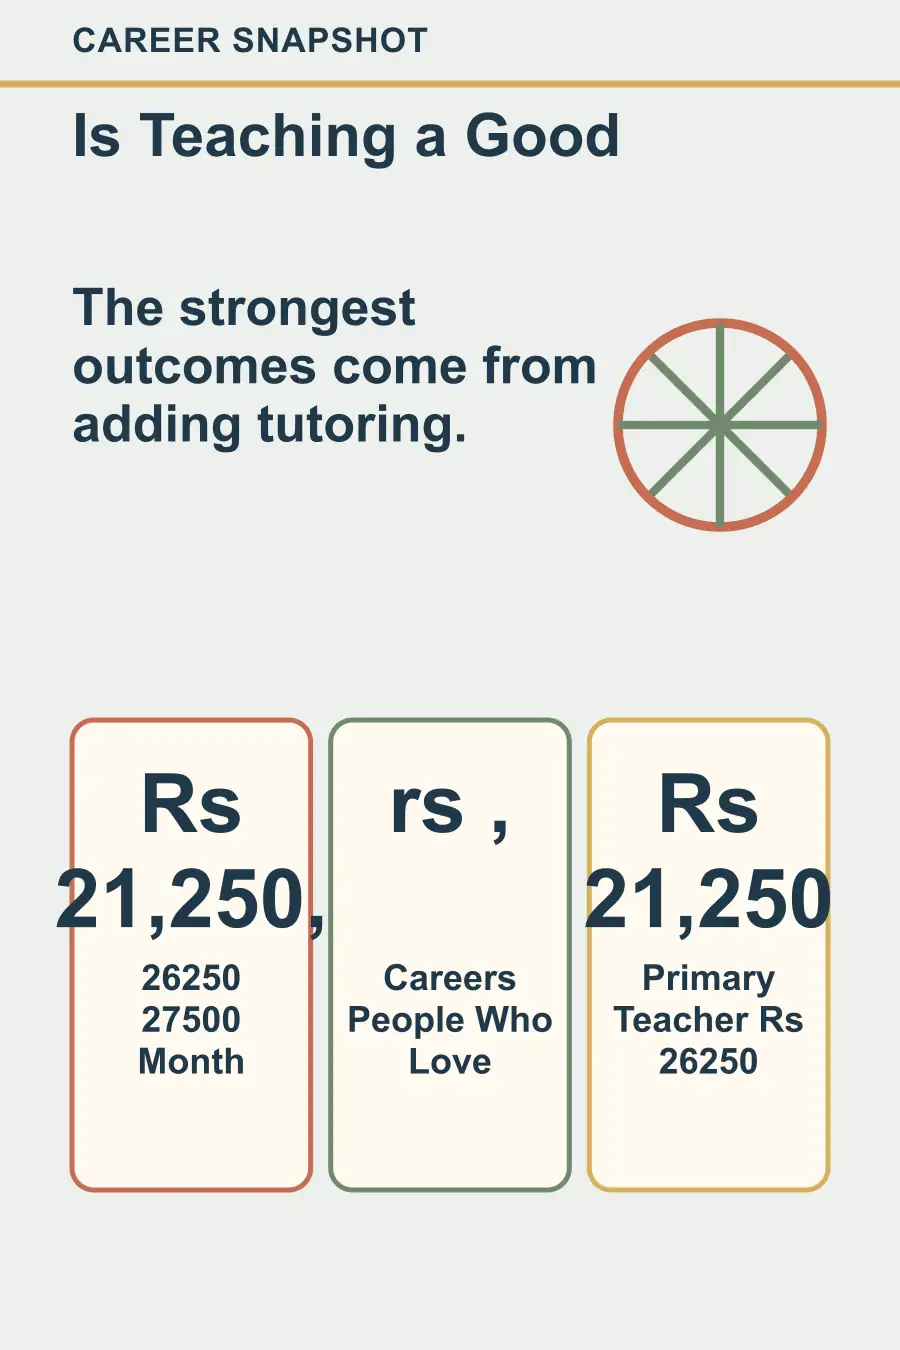 CAREER SNAPSHOT
Is Teaching a Good
The strongest
outcomes come from
adding tutoring.
Rs
21,250,
26250
27500
Month
rs ,
Careers
People Who
Love
Rs
21,250
Primary
Teacher Rs
26250